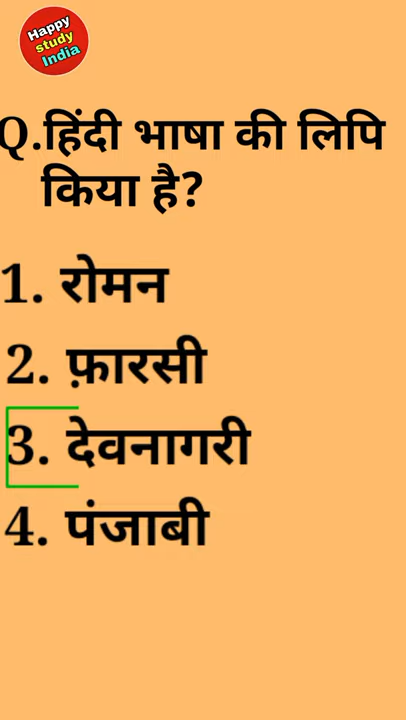 Happy
study
India
Q.हिंदी भाषा की लिपि
किया है?
1. रोमन
2. फ़ारसी
3. देवनागरी
4. पंजाबी